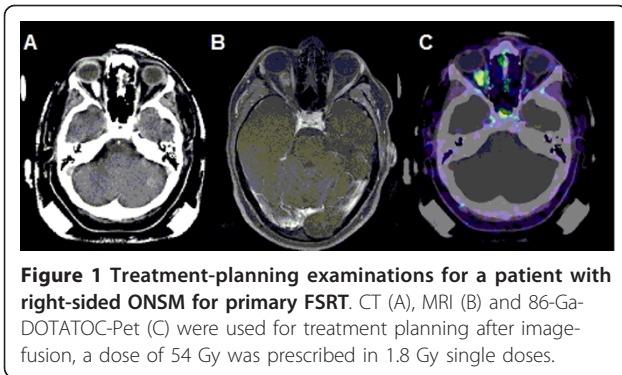 A B C
Figure 1 Treatment-planning examinations for a patient with
right-sided ONSM for primary FSRT. CT (A), MRI (B) and 86-Ga-
DOTATOC-Pet (C) were used for treatment planning after image-
fusion, a dose of 54 Gy was prescribed in 1.8 Gy single doses.